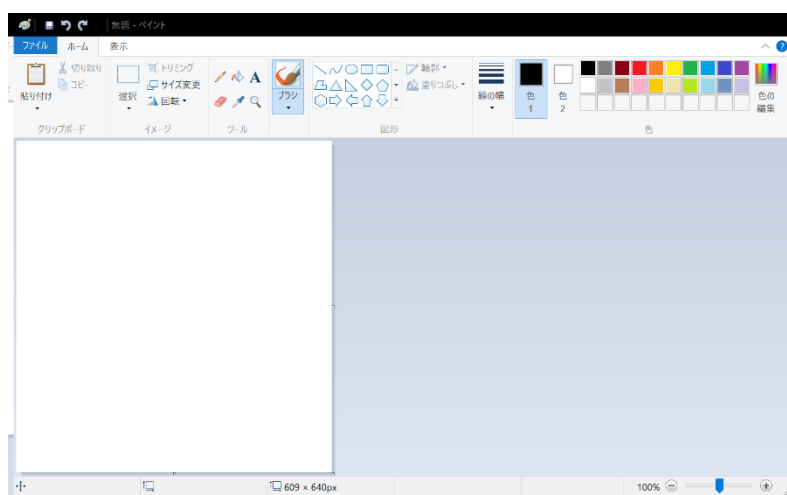 無題 - ペイント
ファイル ホーム 表示
貼り付け
切り取り
コピー
クリップボード
選択
トリミング
サイズ変更
回転
イメージ
A
ツール
ブラシ
輪郭
塗りつぶし
図形
線の幅
色
1
色
2
色の
編集
色
609 × 640px
100%